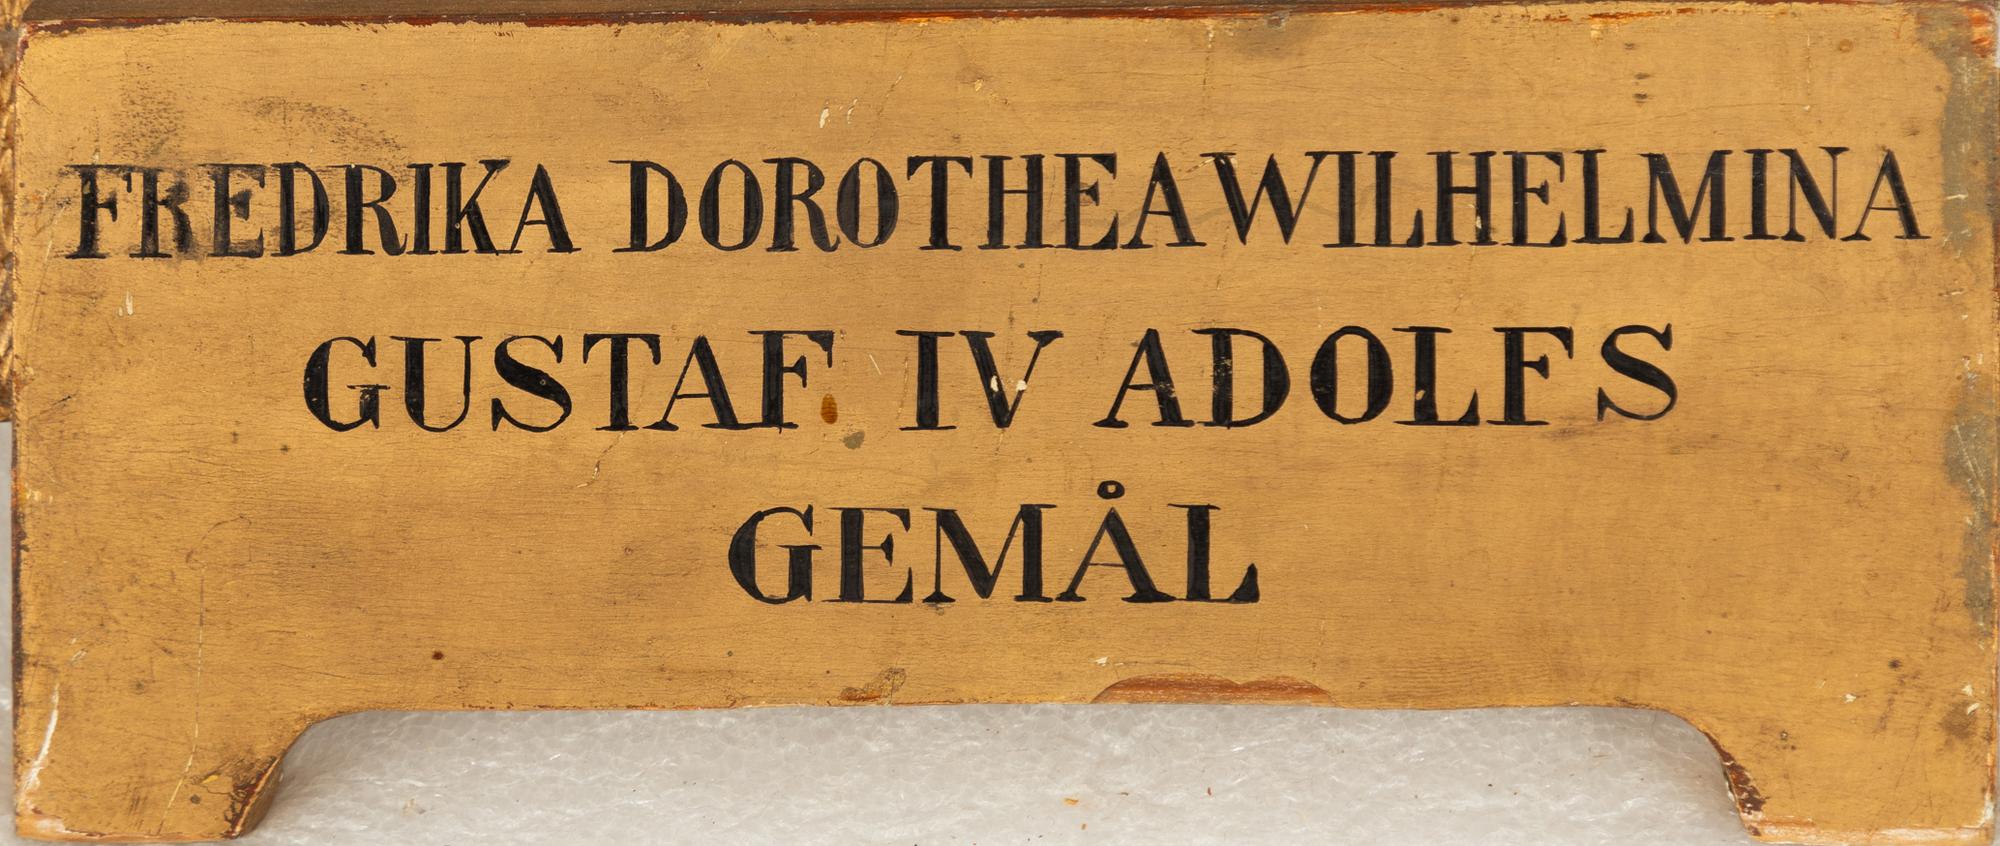 FREDRIKA DOROTHEA WILHELMINA
GUSTAF IV ADOLFS
GEMÅL